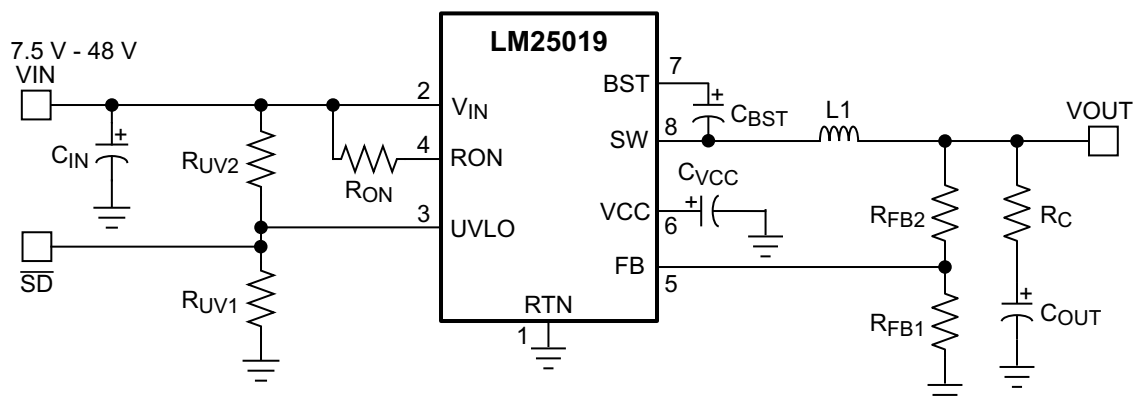 LM25019
7.5 V - 48 V
VIN
2
VIN
CIN
RUV2
4
RON
RON
3
UVLO
SD
RUV1
RTN
1
7
BST
CBST
8
SW
L1
VOUT
CVCC
VCC
6
FB
5
RFB2
RC
RFB1
COUT
+
+
+
+